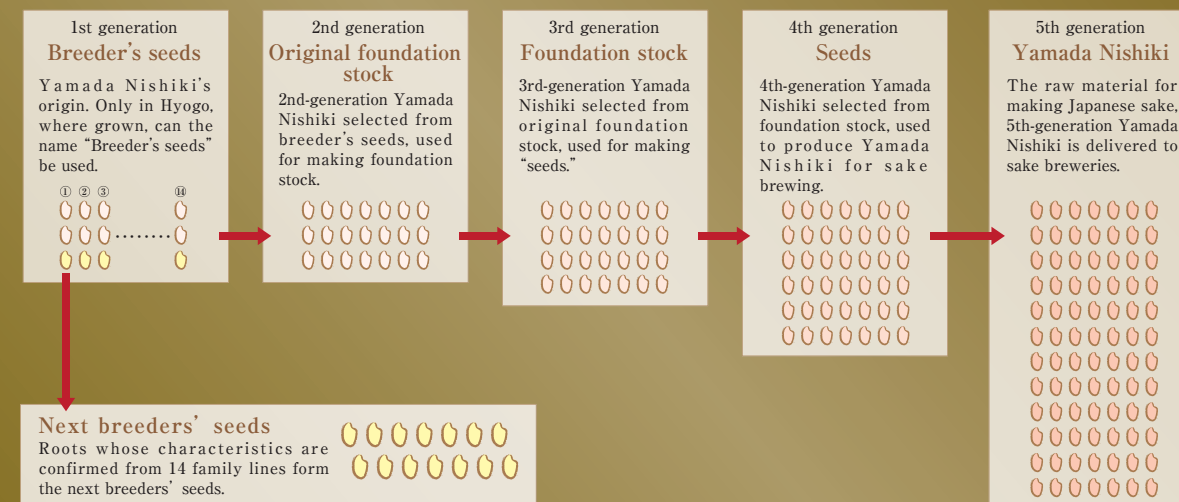 1st generation
Breeder's seeds
Yamada Nishiki's
origin. Only in Hyogo,
where grown, can the
name “Breeder's seeds”
be used.
① ② ③ ⑭
2nd generation
Original foundation
stock
2nd-generation Yamada
Nishiki selected from
breeder's seeds, used
for making foundation
stock.
3rd generation
Foundation stock
3rd-generation Yamada
Nishiki selected from
original foundation
stock, used for making
“seeds.”
4th generation
Seeds
4th-generation Yamada
Nishiki selected from
foundation stock, used
to produce Yamada
Nishiki for sake
brewing.
5th generation
Yamada Nishiki
The raw material for
making Japanese sake,
5th-generation Yamada
Nishiki is delivered to
sake breweries.
Next breeders' seeds
Roots whose characteristics are
confirmed from 14 family lines form
the next breeders' seeds.